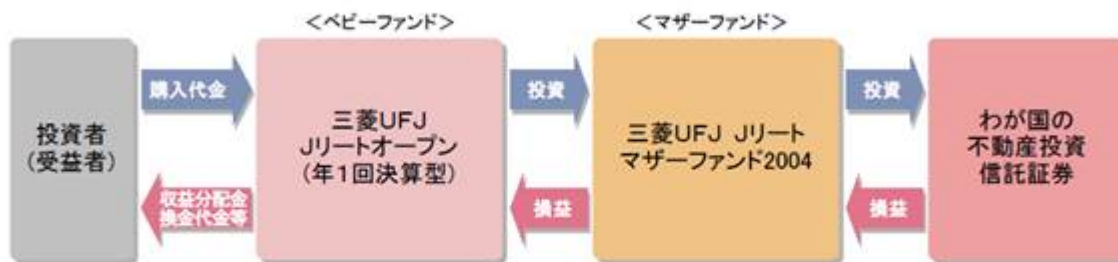 ＜ベビーファンド＞
＜マザーファンド＞
投資者
（受益者）
購入代金
収益分配金
換金代金等
三菱ＵＦＪ
Ｊリートオープン
（年１回決算型）
投資
損益
三菱ＵＦＪ Ｊリート
マザーファンド2004
投資
損益
わが国の
不動産投資
信託証券